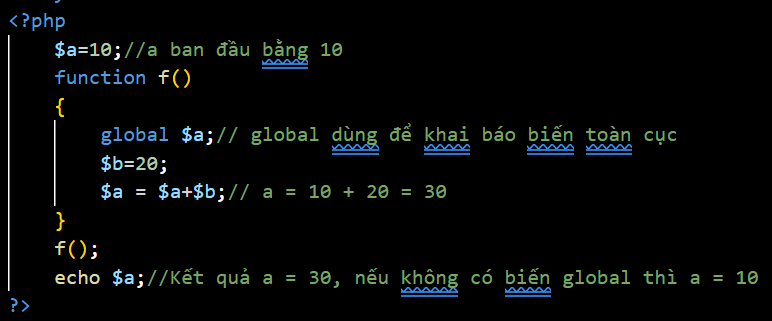 <?php
$a=10;//a ban đầu bằng 10
function f()
{
global $a;// global dùng để khai báo biến toàn cục
$b=20;
$a = $a+$b;// a = 10 + 20 = 30
}
f();
echo $a;//Kết quả a = 30, nếu không có biến global thì a = 10
?>